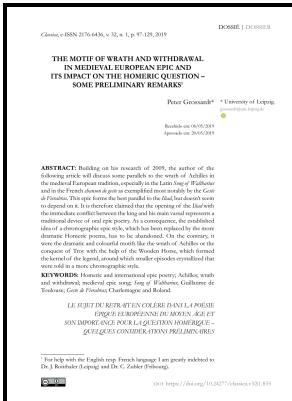 DOSSIÊ | DOSSIER
Classica, e-ISSN 2176-6436, v. 32, n. 1, p. 97-129, 2019
THE MOTIF OF WRATH AND WITHDRAWAL
IN MEDIEVAL EUROPEAN EPIC AND
ITS IMPACT ON THE HOMERIC QUESTION –
SOME PRELIMINARY REMARKS¹
Peter Grossardt*
* University of Leipzig.
Recebido em: 06/05/2019
Aprovado em: 20/05/2019
ABSTRACT: Building on his research of 2009, the author of the
following article will discuss some parallels to the wrath of Achilles in
the medieval European tradition, especially in the Latin Song of Waltharius
and in the French chanson de geste as exemplified most notably by the Geste
de Fierabras. This epic forms the best parallel to the Iliad, but doesn't seem
to depend on it. It is therefore claimed that the opening of the Iliad with
the immediate conflict between the king and his main vassal represents a
traditional device of oral epic poetry. As a consequence, the established
idea of a chronographic epic style, which has been replaced by the more
dramatic Homeric poems, has to be abandoned. On the contrary, it
were the dramatic and colourful motifs like the wrath of Achilles or the
conquest of Troy with the help of the Wooden Horse, which formed
the kernel of the legend, around which smaller episodes crystallized that
were told in a more chronographic style.
KEYWORDS: Homeric and international epic poetry; Achilles; wrath
and withdrawal; medieval epic song; Song of Waltharius; Guillaume de
Toulouse; Geste de Fierabras; Charlemagne and Roland.
LE SUJET DU RETRAIT EN COLÈRE DANS LA POÉSIE
ÉPIQUE EUROPÉENNE DU MOYEN ÂGE ET
SON IMPORTANCE POUR LA QUESTION HOMÉRIQUE –
QUELQUES CONSIDÉRATIONS PRÉLIMINAIRES
¹ For help with the English resp. French language I am greatly indebted to
Dr. J. Ronthaler (Leipzig) and Dr. C. Zubler (Fribourg).
DOI: https://doi.org/10.24277/classica.v32i1.839